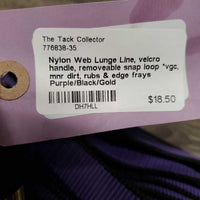 The Tack Collector
776838-35
Nylon Web Lunge Line, velcro
handle, removeable snap loop *vgc,
mnr dirt, rubs & edge frays
Purple/Black/Gold
DH7HLL
$18.50